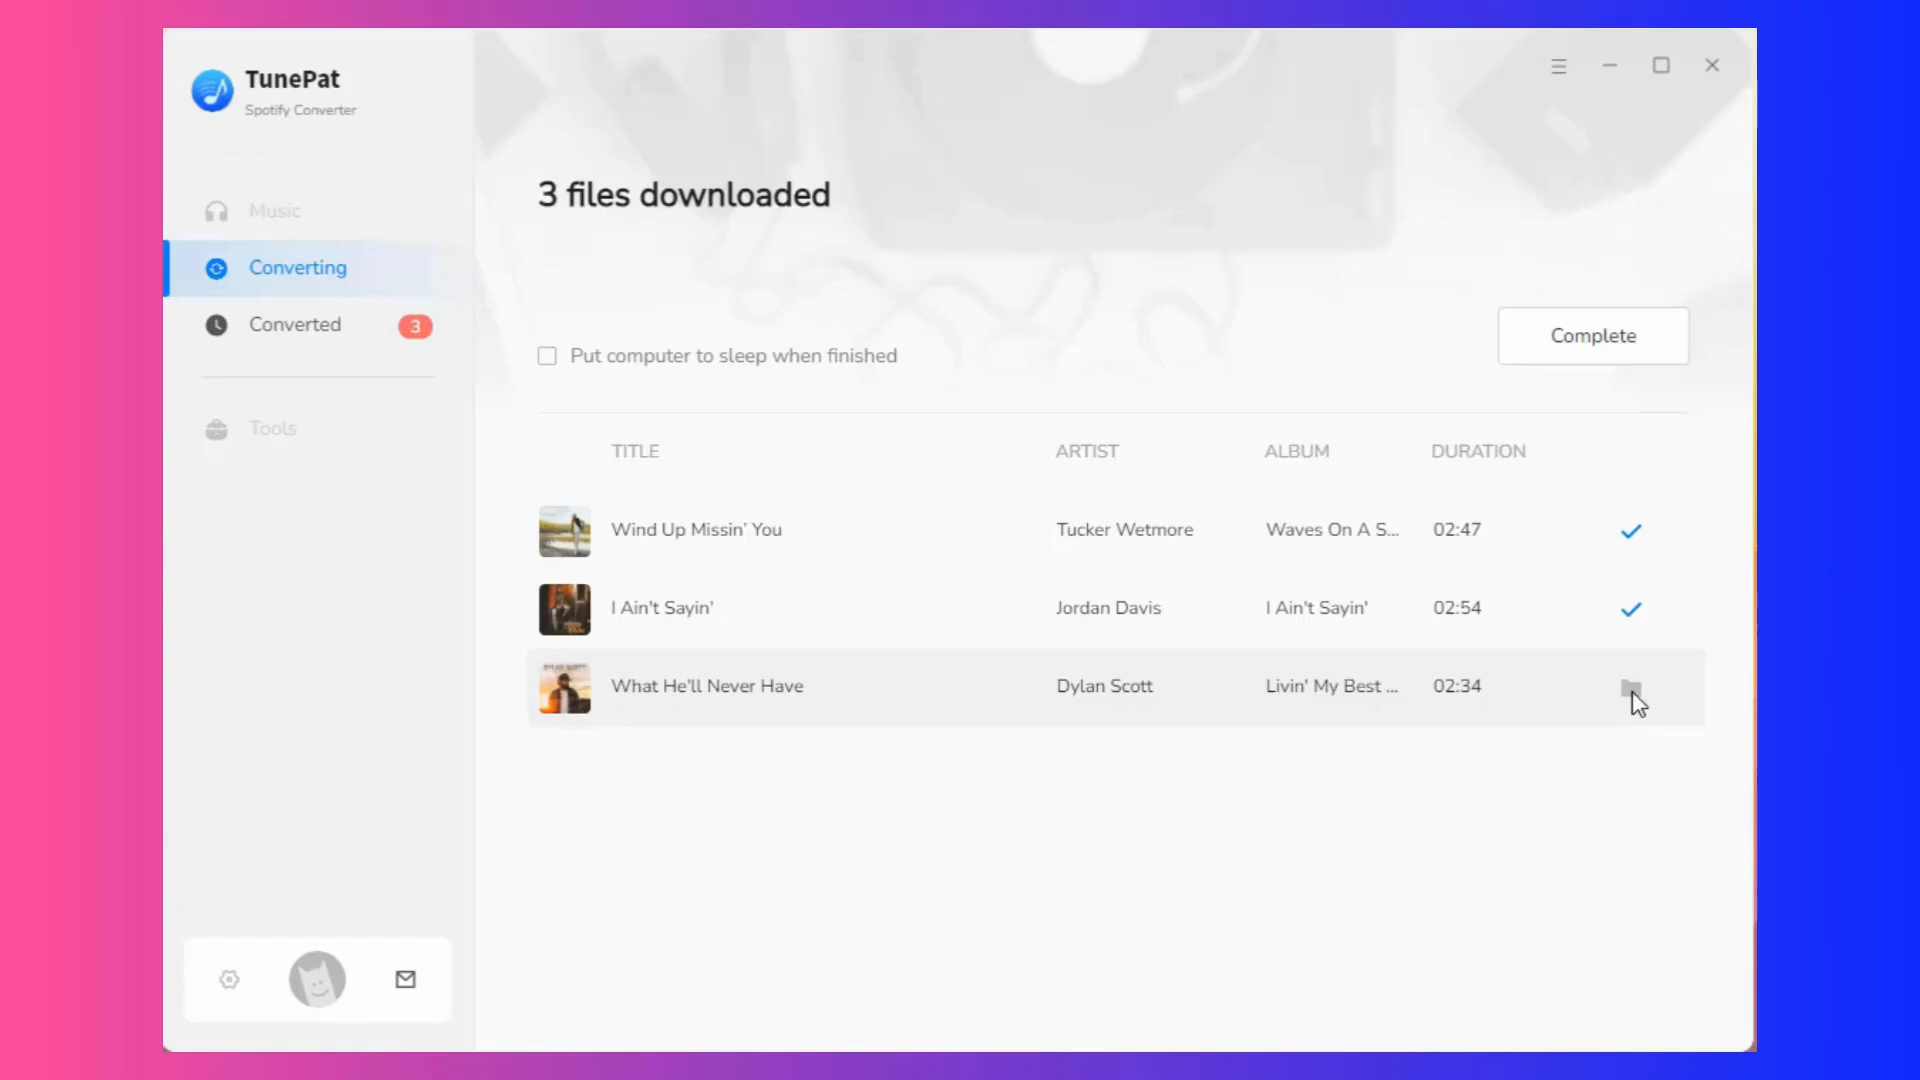 TunePat
Spotify Converter
Music
Converting
Converted 3
Tools
3 files downloaded
Put computer to sleep when finished
Complete
TITLE ARTIST ALBUM DURATION
Wind Up Missin' You Tucker Wetmore Waves On A S... 02:47
I Ain't Sayin' Jordan Davis I Ain't Sayin' 02:54
What He'll Never Have Dylan Scott Livin' My Best ... 02:34